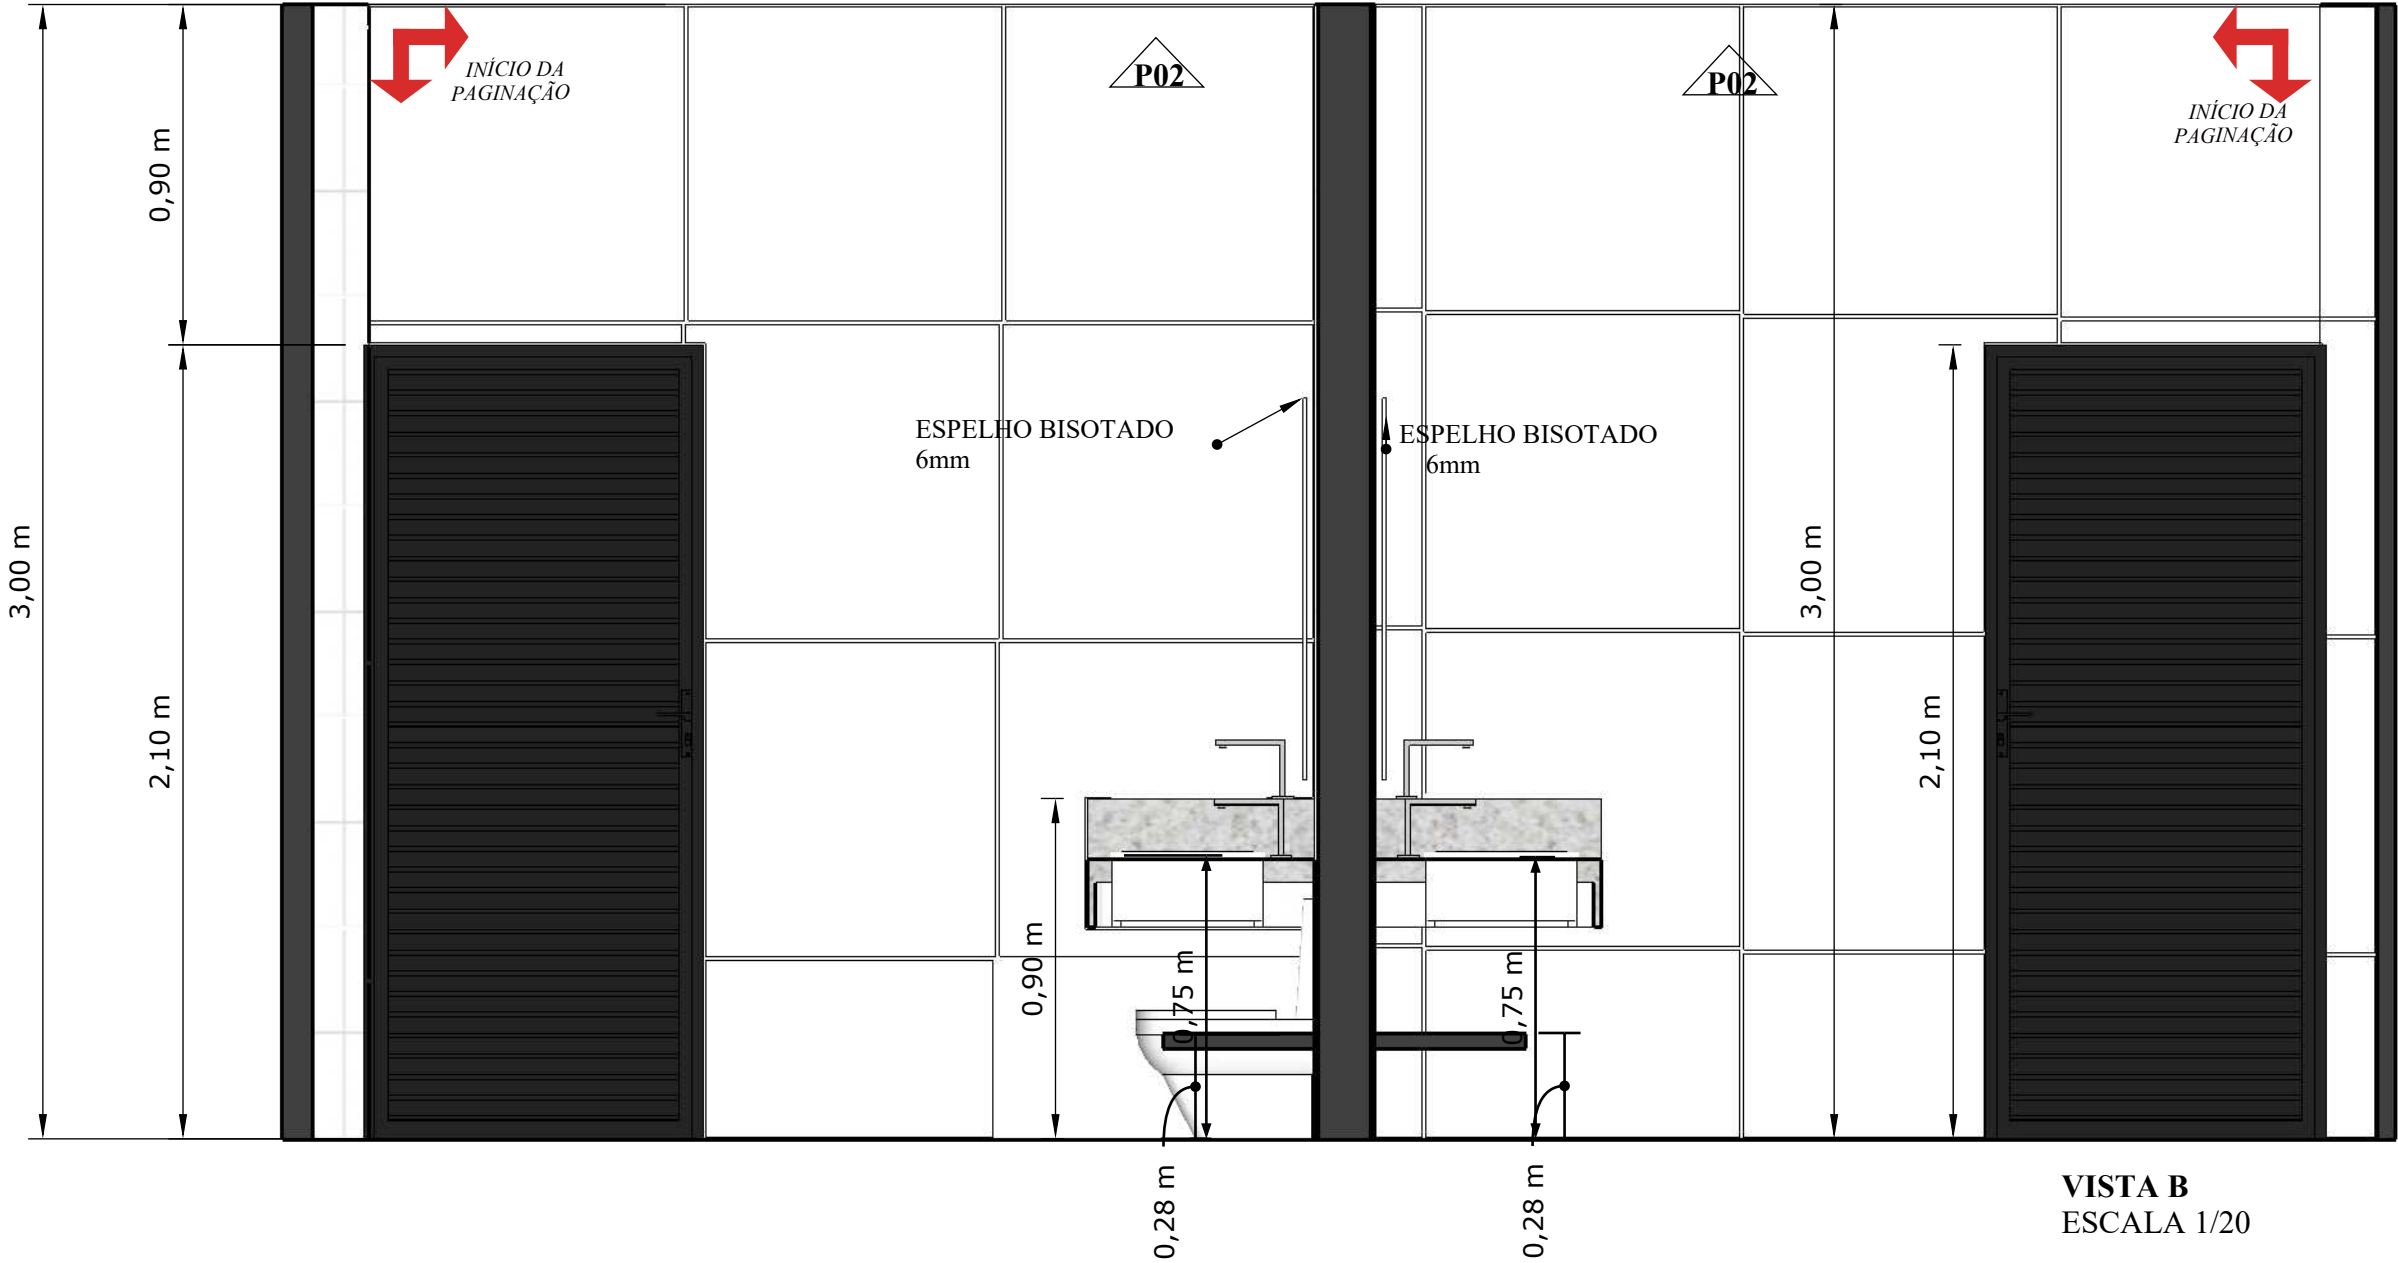 INÍCIO DA
PAGINAÇÃO
P02
P02
INÍCIO DA
PAGINAÇÃO
0,90 m
3,00 m
2,10 m
ESPELHO BISOTADO
6mm
ESPELHO BISOTADO
6mm
3,00 m
2,10 m
0,90 m
0,75 m
0,75 m
0,28 m
0,28 m
VISTA B
ESCALA 1/20